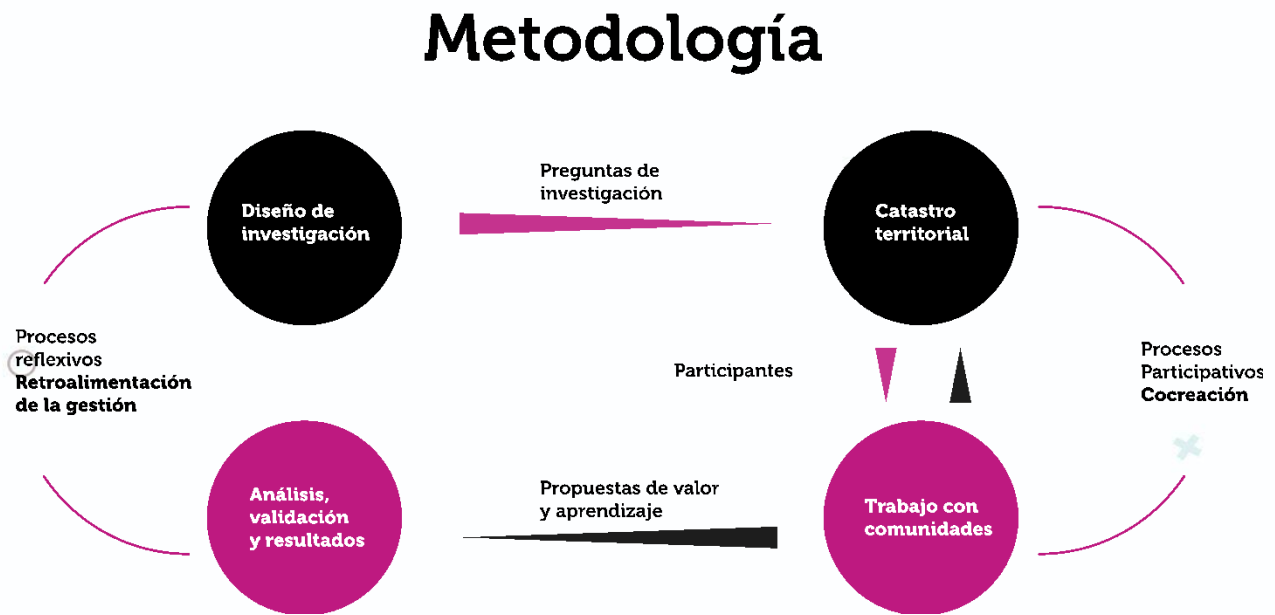 Metodología
Diseño de
investigación
Preguntas de
investigación
Catastro
territorial
Procesos
reflexivos
Retroalimentación
de la gestión
Participantes
Procesos
Participativos
Cocreación
Análisis,
validación
y resultados
Propuestas de valor
y aprendizaje
Trabajo con
comunidades